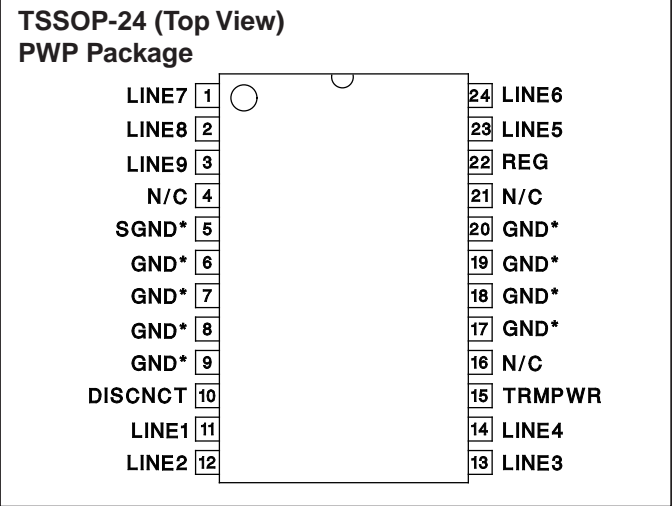 TSSOP-24 (Top View)
PWP Package
LINE7 1 24 LINE6
LINE8 2 23 LINE5
LINE9 3 22 REG
N/C 4 21 N/C
SGND* 5 20 GND*
GND* 6 19 GND*
GND* 7 18 GND*
GND* 8 17 GND*
GND* 9 16 N/C
DISCNCT 10 15 TRMPWR
LINE1 11 14 LINE4
LINE2 12 13 LINE3